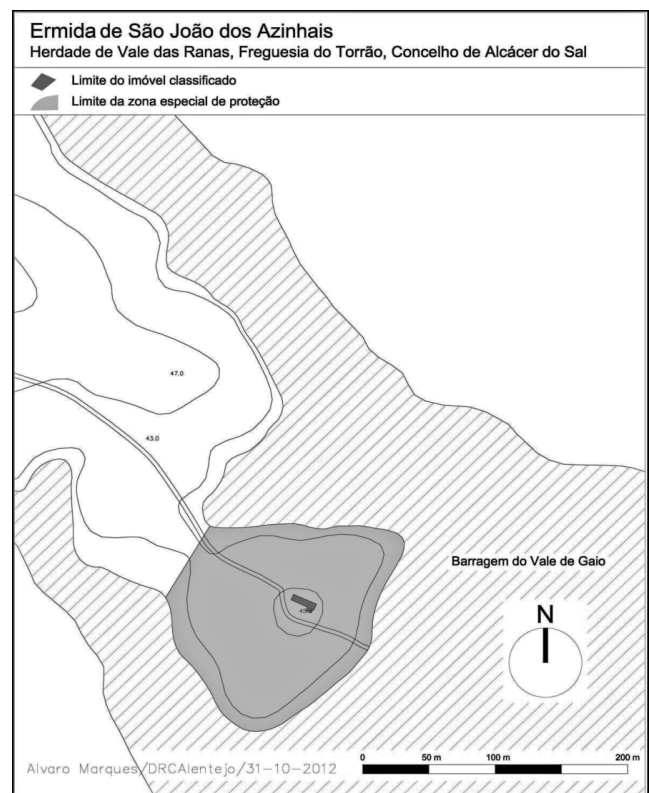 Ermida de São João dos Azinhais
Herdade de Vale das Ranas, Freguesia do Torrão, Concelho de Alcácer do Sal
Limite do imóvel classificado
Limite da zona especial de proteção
47.0
43.0
Barragem do Vale de Gaio
N
0 50 m 100 m 200 m
Alvaro Marques/DRCAlentejo/31-10-2012